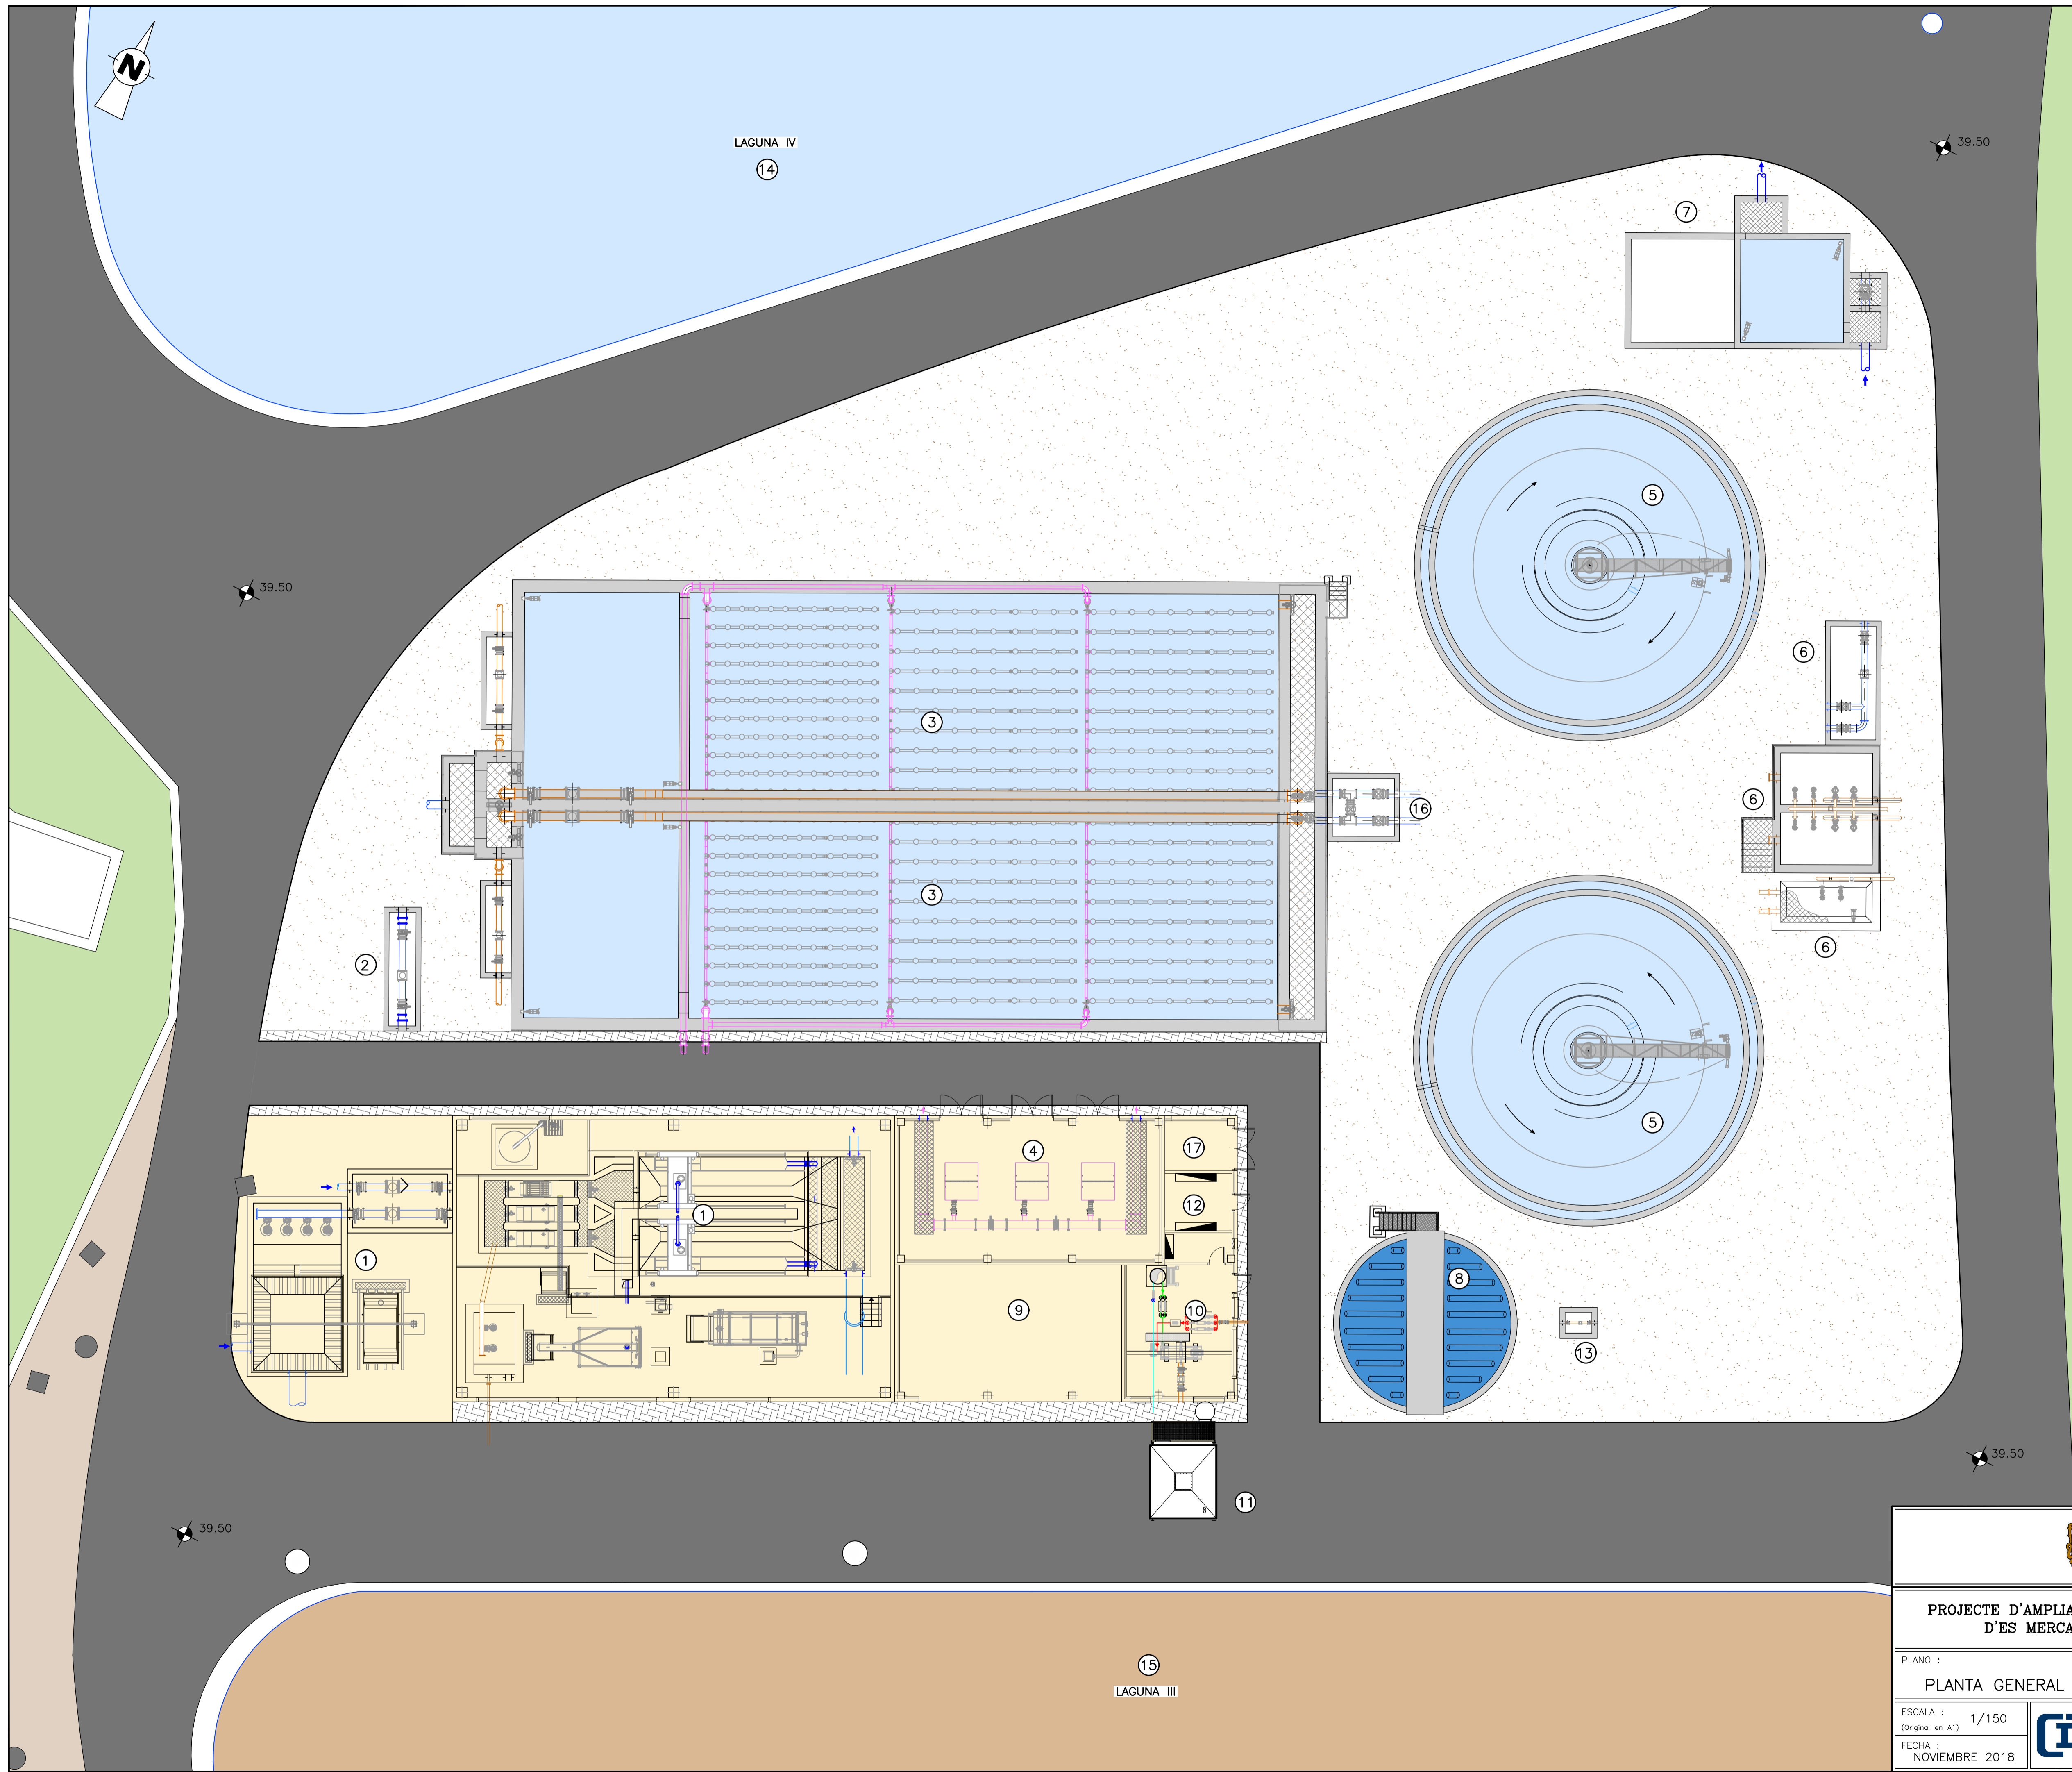 N
LAGUNA IV
14
39.50
7
5
39.50
6
3
6
16
3
6
2
5
4
17
12
1
1
8
9
10
13
39.50
11
39.50
15
LAGUNA III
PROJECTE D'AMPLIA
D'ES MERCA
PLANO :
PLANTA GENERAL
ESCALA :
1/150
(Original en A1)
FECHA :
NOVIEMBRE 2018